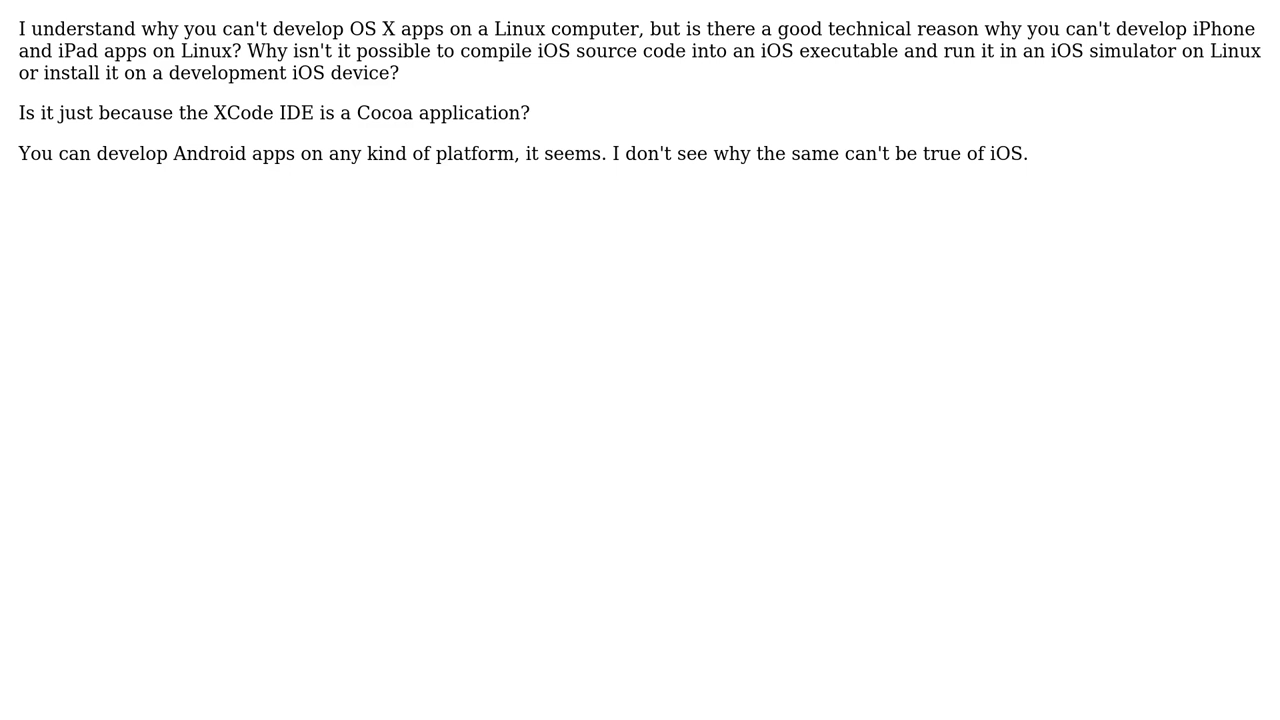 I understand why you can't develop OS X apps on a Linux computer, but is there a good technical reason why you can't develop iPhone
and iPad apps on Linux? Why isn't it possible to compile iOS source code into an iOS executable and run it in an iOS simulator on Linux
or install it on a development iOS device?
Is it just because the XCode IDE is a Cocoa application?
You can develop Android apps on any kind of platform, it seems. I don't see why the same can't be true of iOS.